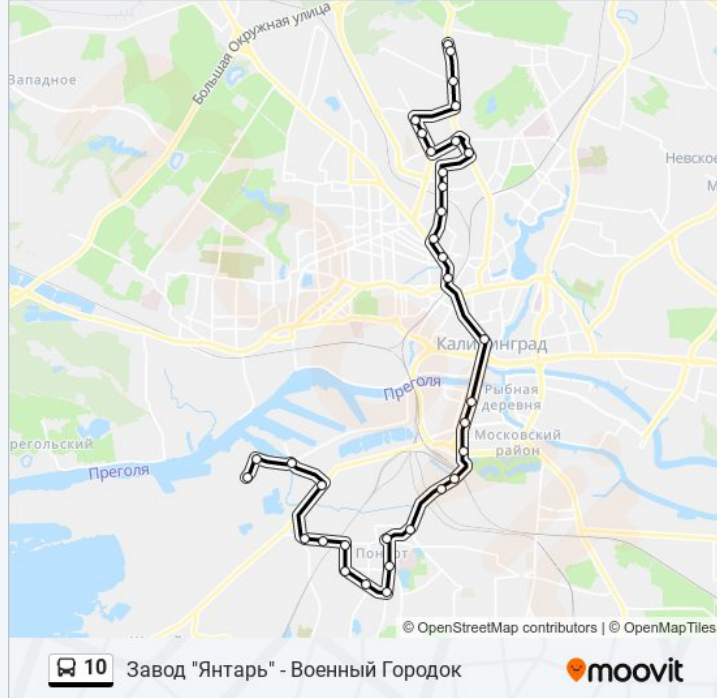 Большая Окружная улица
Западное
Невское
М
Калининград
Преголя
Рыбная
деревня
Московский
район
регольский
Преголя
Понарт
© OpenStreetMap contributors | © OpenMapTiles
10 Завод "Янтарь" - Военный Городок
moovit